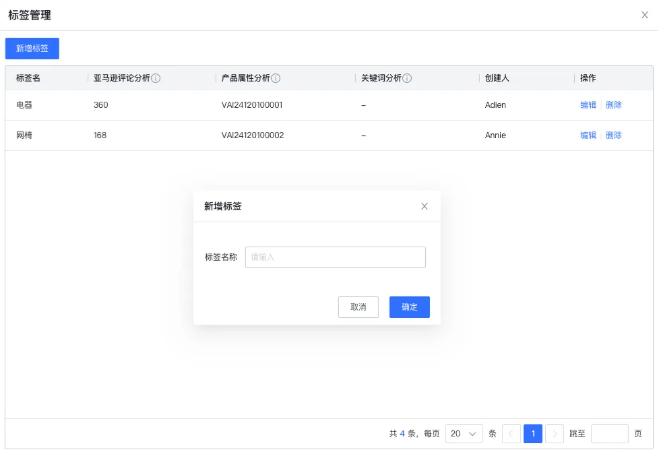 标签管理
新增标签
标签名 亚马逊评论分析 产品属性分析 关键词分析 创建人 操作
电器 360 VAI24120100001 – Adien 编辑 删除
网椅 168 VAI24120100002 – Annie 编辑 删除
新增标签
标签名称 请输入
取消 确定
共 4 条，每页 20 条 1 跳至 页